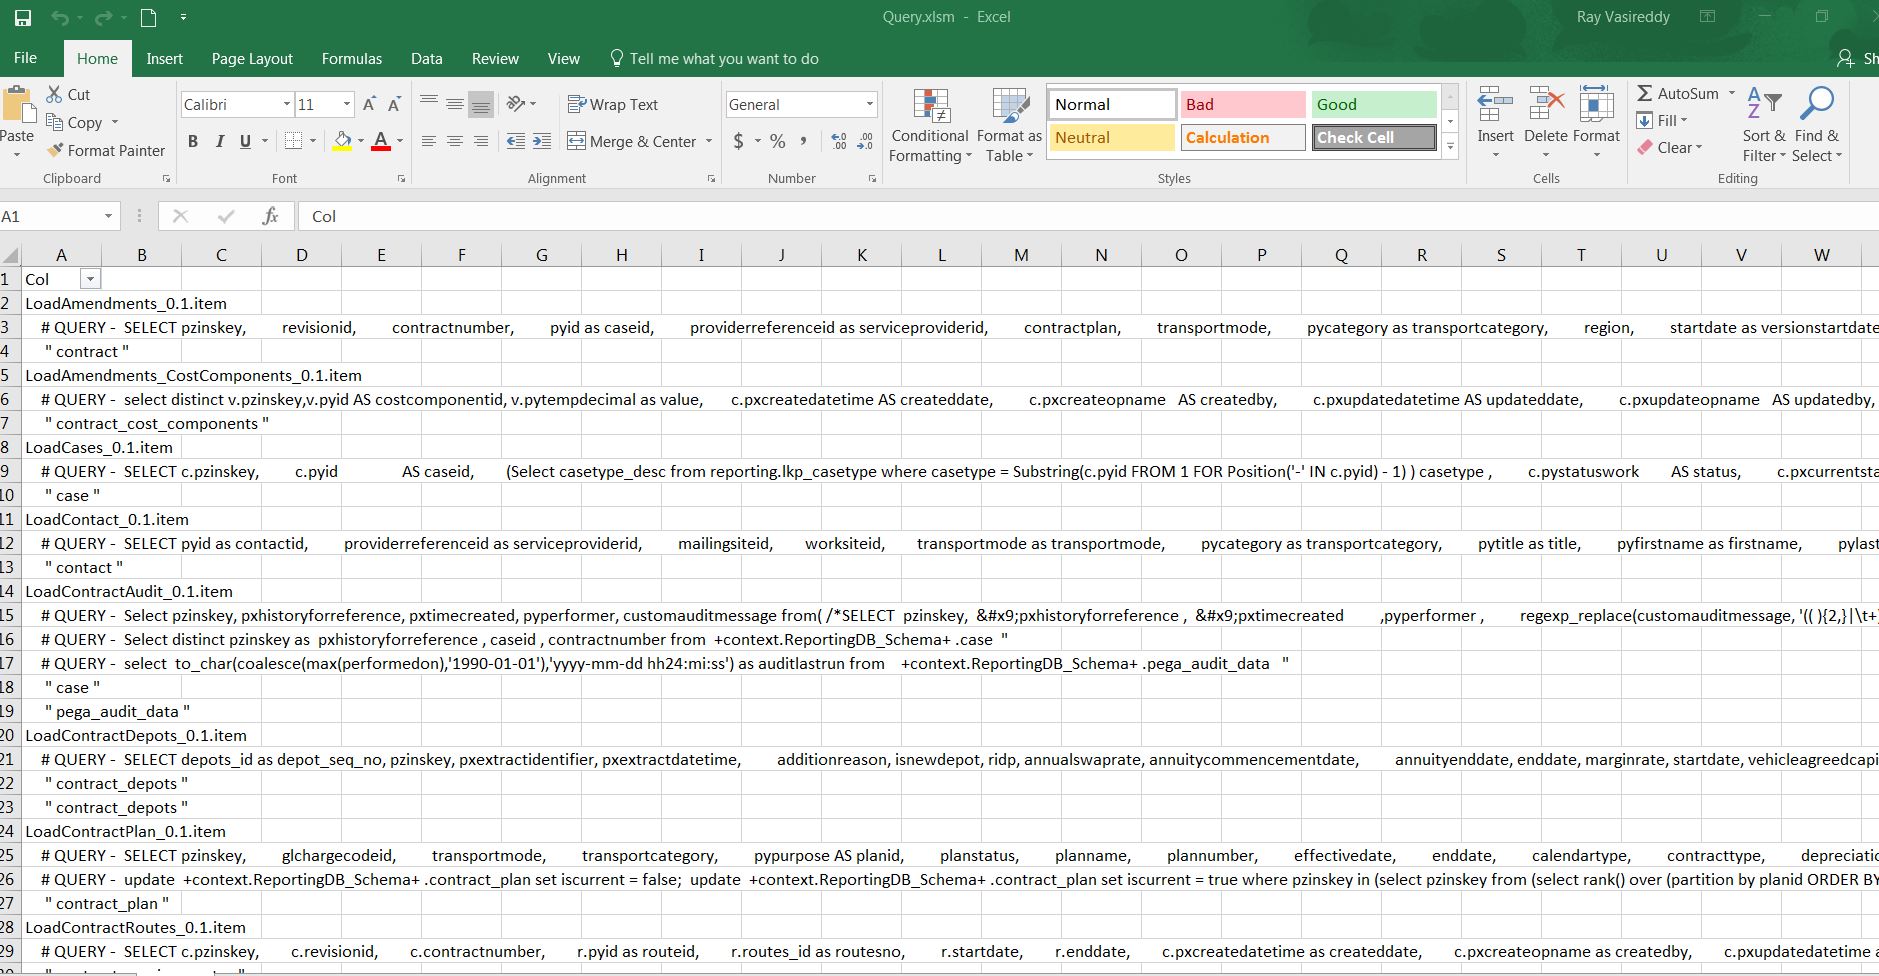 Query.xlsm - Excel
Ray Vasireddy
File Home Insert Page Layout Formulas Data Review View Tell me what you want to do Sh
Cut
Copy
Format Painter
Paste
Clipboard
Calibri 11
B I U
Font
Wrap Text
Merge & Center
Alignment
General
$ % ,
Number
Conditional Formatting
Format as Table
Normal Bad Good
Neutral Calculation Check Cell
Styles
Insert Delete Format
Cells
AutoSum
Fill
Clear
Sort & Filter
Find & Select
Editing
A1 fx Col
A B C D E F G H I J K L M N O P Q R S T U V W
1 Col
2 LoadAmendments_0.1.item
3 # QUERY - SELECT pzinskey, revisionid, contractnumber, pyid as caseid, providerreferenceid as serviceproviderid, contractplan, transportmode, pycategory as transportcategory, region, startdate as versionstartdate
4 " contract "
5 LoadAmendments_CostComponents_0.1.item
6 # QUERY - select distinct v.pzinskey,v.pyid AS costcomponentid, v.pytempdecimal as value, c.pxcreatedatetime AS createddate, c.pxcreateopname AS createdby, c.pxupdatedatetime AS updateddate, c.pxupdateopname AS updatedby,
7 " contract_cost_components "
8 LoadCases_0.1.item
9 # QUERY - SELECT c.pzinskey, c.pyid AS caseid, (Select casetype_desc from reporting.lkp_casetype where casetype = Substring(c.pyid FROM 1 FOR Position('-' IN c.pyid) - 1) ) casetype , c.pystatuswork AS status, c.pxcurrentsta
10 " case "
11 LoadContact_0.1.item
12 # QUERY - SELECT pyid as contactid, providerreferenceid as serviceproviderid, mailingsiteid, worksiteid, transportmode as transportmode, pycategory as transportcategory, pytitle as title, pyfirstname as firstname, pylast
13 " contact "
14 LoadContractAudit_0.1.item
15 # QUERY - Select pzinskey, pxhistoryforreference, pxtimecreated, pyperformer, customauditmessage from( /*SELECT pzinskey, &#x9;pxhistoryforreference , &#x9;pxtimecreated ,pyperformer , regexp_replace(customauditmessage, '(( ){2,}|\t+)
16 # QUERY - Select distinct pzinskey as pxhistoryforreference , caseid , contractnumber from +context.ReportingDB_Schema+ .case "
17 # QUERY - select to_char(coalesce(max(performedon),'1990-01-01'),'yyyy-mm-dd hh24:mi:ss') as auditlastrun from +context.ReportingDB_Schema+ .pega_audit_data "
18 " case "
19 " pega_audit_data "
20 LoadContractDepots_0.1.item
21 # QUERY - SELECT depots_id as depot_seq_no, pzinskey, pxextractidentifier, pxextractdatetime, additionreason, isnewdepot, ridp, annualswaprate, annuitycommencementdate, annuityenddate, enddate, marginrate, startdate, vehicleagreedcapi
22 " contract_depots "
23 " contract_depots "
24 LoadContractPlan_0.1.item
25 # QUERY - SELECT pzinskey, glchargecodeid, transportmode, transportcategory, pypurpose AS planid, planstatus, planname, plannumber, effectivedate, enddate, calendartype, contracttype, depreciatio
26 # QUERY - update +context.ReportingDB_Schema+ .contract_plan set iscurrent = false; update +context.ReportingDB_Schema+ .contract_plan set iscurrent = true where pzinskey in (select pzinskey from (select rank() over (partition by planid ORDER BY
27 " contract_plan "
28 LoadContractRoutes_0.1.item
29 # QUERY - SELECT c.pzinskey, c.revisionid, c.contractnumber, r.pyid as routeid, r.routes_id as routesno, r.startdate, r.enddate, c.pxcreatedatetime as createddate, c.pxcreateopname as createdby, c.pxupdatedatetime a